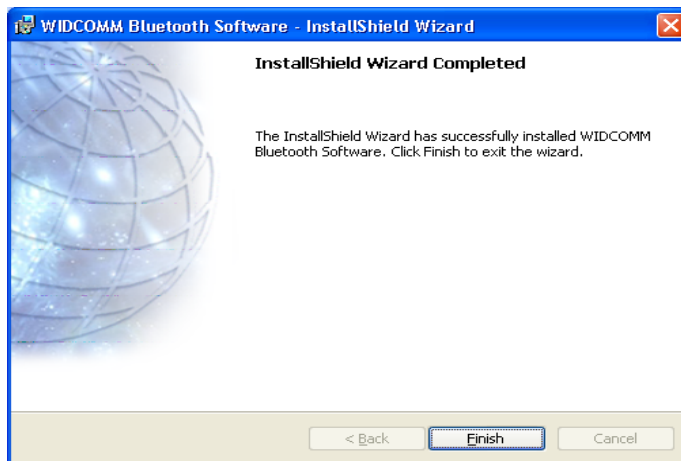 WIDCOMM Bluetooth Software - InstallShield Wizard
InstallShield Wizard Completed
The InstallShield Wizard has successfully installed WIDCOMM
Bluetooth Software. Click Finish to exit the wizard.
< Back
Finish
Cancel